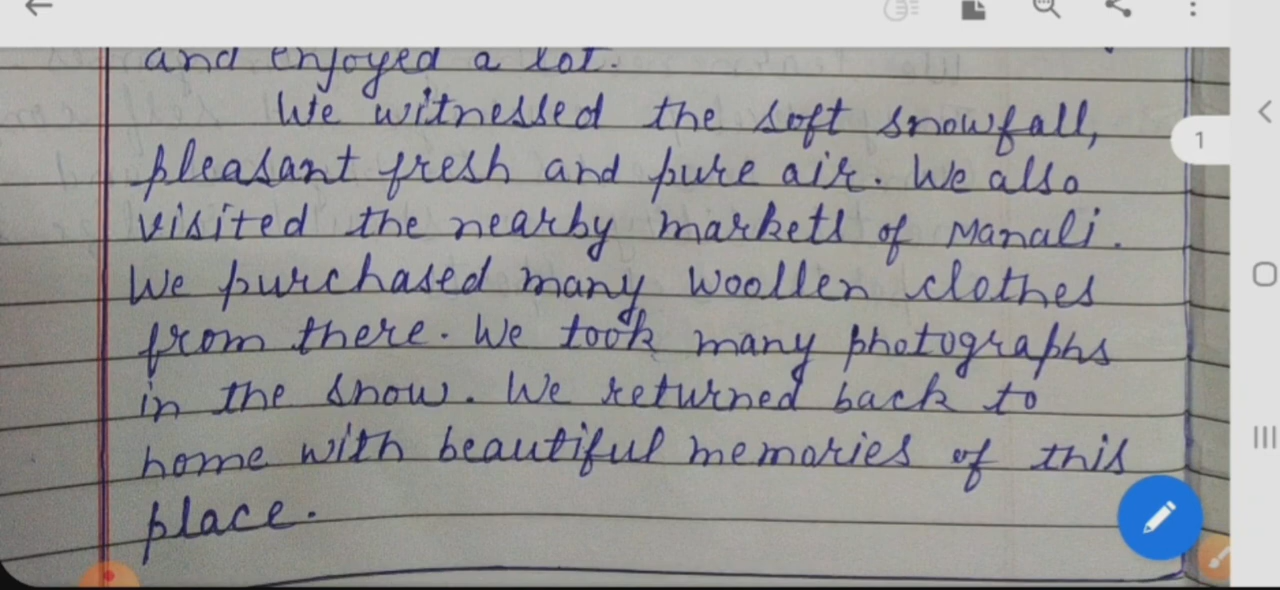 and enjoyed a lot.
We witnessed the soft snowfall,
pleasant fresh and pure air. We also
visited the nearby markets of Manali.
We purchased many woollen clothes
from there. We took many photographs
in the snow. We returned back to
home with beautiful memories of this
place.
1